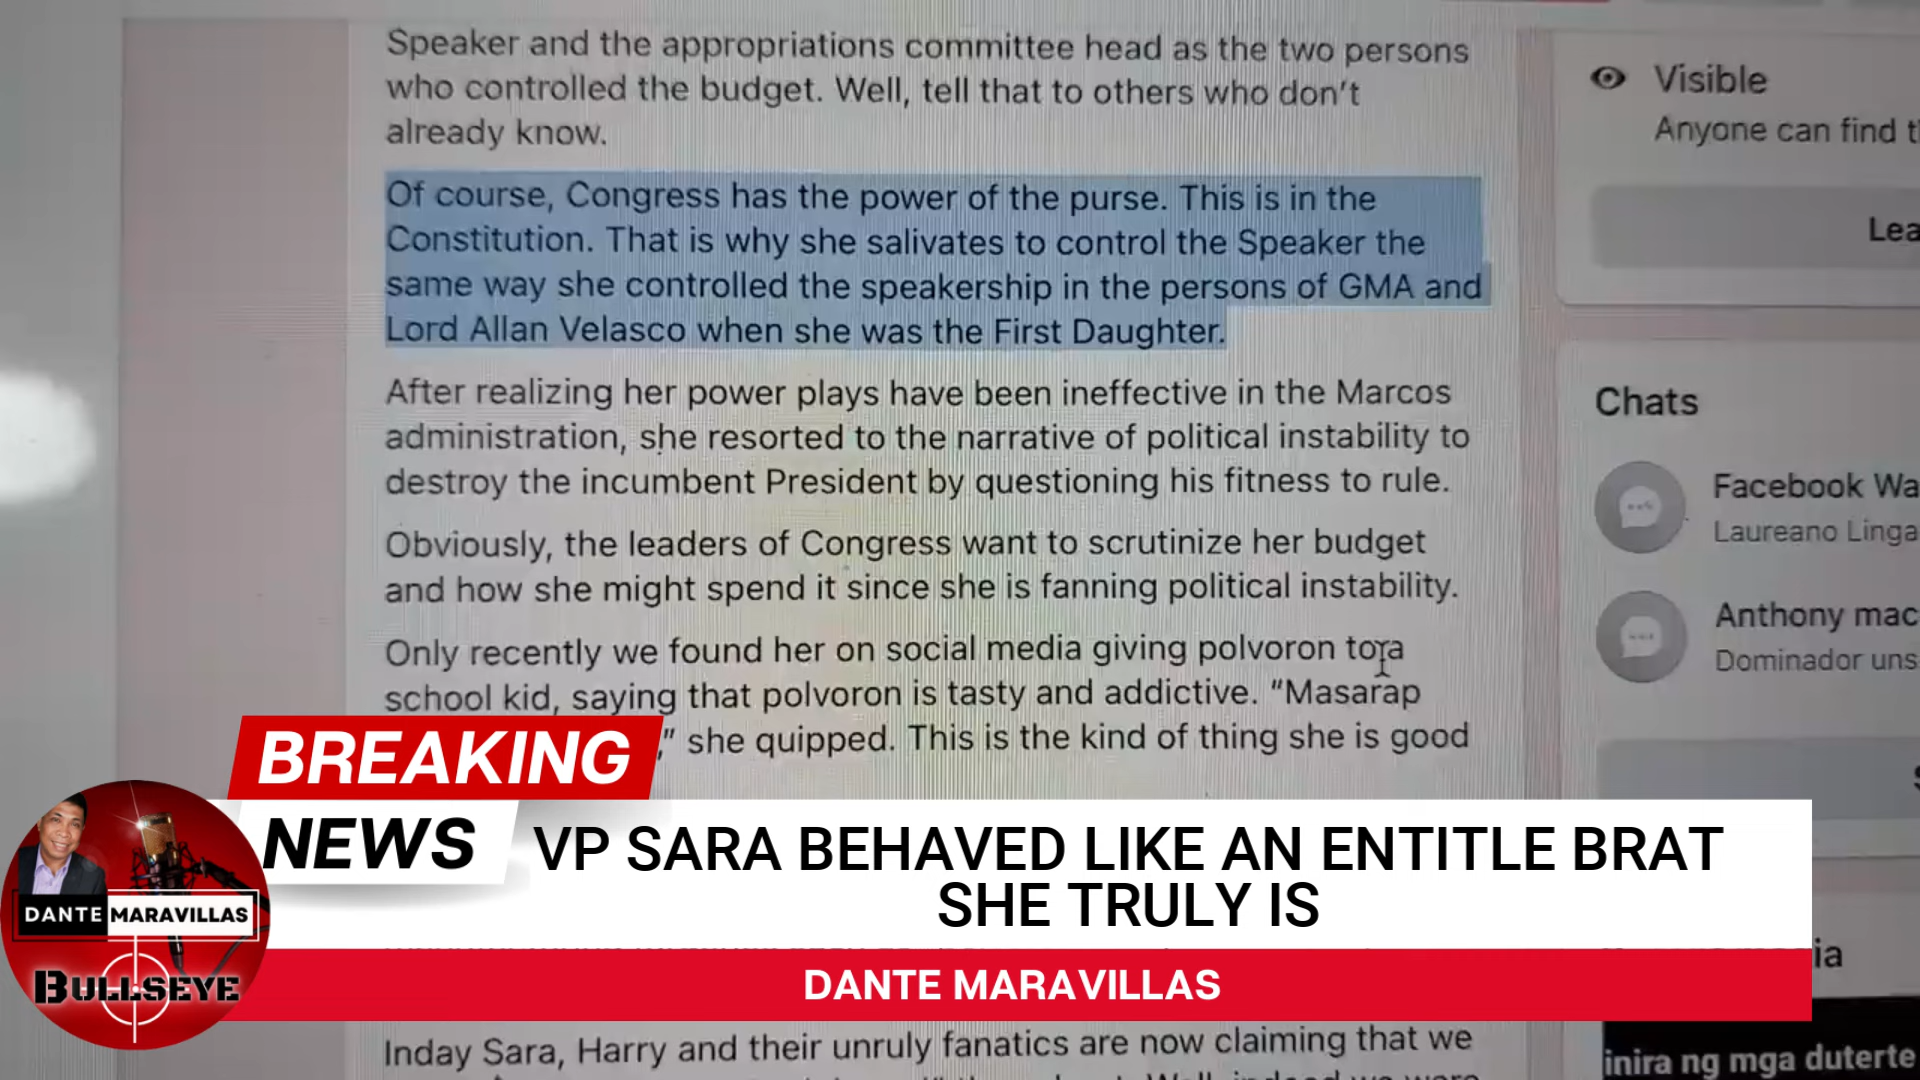 Speaker and the appropriations committee head as the two persons
who controlled the budget. Well, tell that to others who don't
already know.
Of course, Congress has the power of the purse. This is in the
Constitution. That is why she salivates to control the Speaker the
same way she controlled the speakership in the persons of GMA and
Lord Allan Velasco when she was the First Daughter.
After realizing her power plays have been ineffective in the Marcos
administration, she resorted to the narrative of political instability to
destroy the incumbent President by questioning his fitness to rule.
Obviously, the leaders of Congress want to scrutinize her budget
and how she might spend it since she is fanning political instability.
Only recently we found her on social media giving polvoron to a
school kid, saying that polvoron is tasty and addictive. "Masarap
," she quipped. This is the kind of thing she is good
Inday Sara, Harry and their unruly fanatics are now claiming that we
Visible
Anyone can find
Chats
Facebook
Laureano
Anthony
Dominador
inira ng mga duterte
BREAKING
NEWS
VP SARA BEHAVED LIKE AN ENTITLE BRAT
SHE TRULY IS
DANTE MARAVILLAS
DANTE MARAVILLAS
BULLSEYE